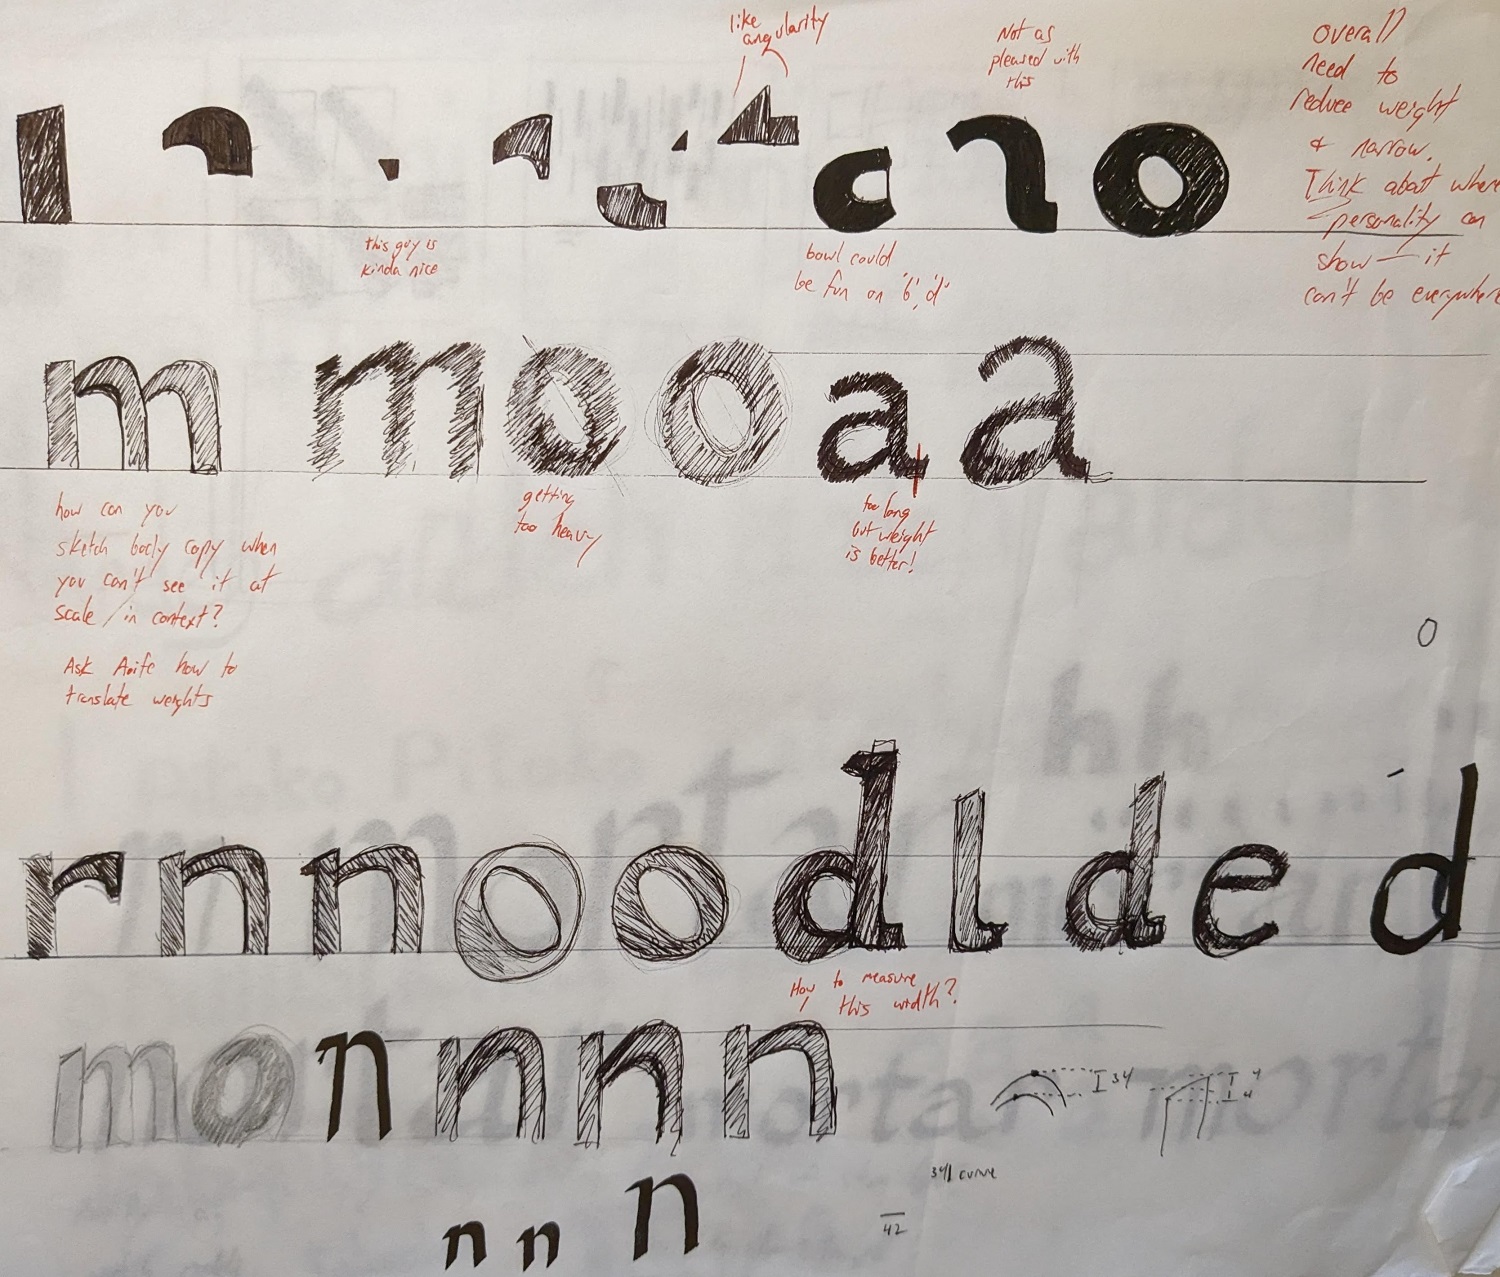 like
angularity
Not as
pleased with
this
overall
need to
reduce weight
& narrow.
Think about where
personality can
show — it
can't be everywhere
this guy is
kinda nice
bowl could
be fun on 'b', 'd'
m m o o a a
how can you
sketch body copy when
you can't see it at
scale / in context?
getting
too heavy
too long
but weight
is better!
Ask Aoife how to
translate weights
o
r n n o o d l d e d
How to measure
this width?
m o n n n n
34
4
4
34 curve
n n n
42